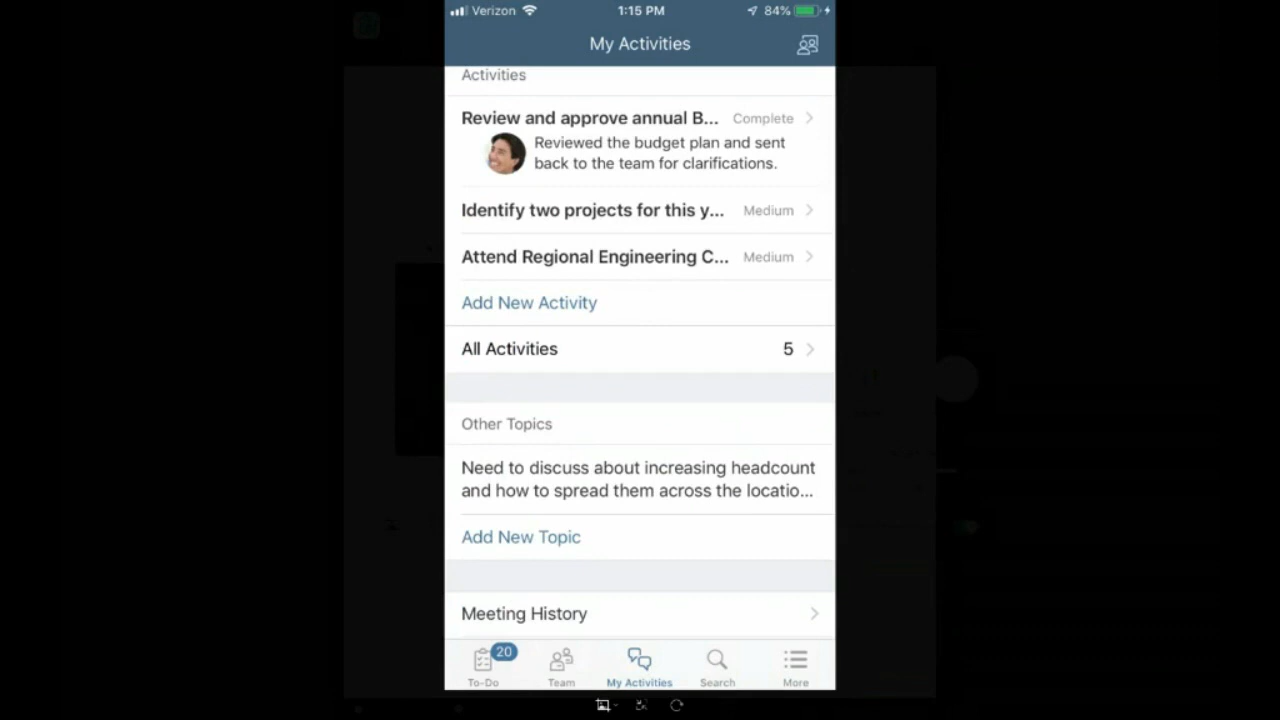 Verizon 1:15 PM 84%
My Activities
Activities
Review and approve annual B... Complete
Reviewed the budget plan and sent
back to the team for clarifications.
Identify two projects for this y... Medium
Attend Regional Engineering C... Medium
Add New Activity
All Activities 5
Other Topics
Need to discuss about increasing headcount
and how to spread them across the locatio...
Add New Topic
Meeting History
20
To-Do Team My Activities Search More